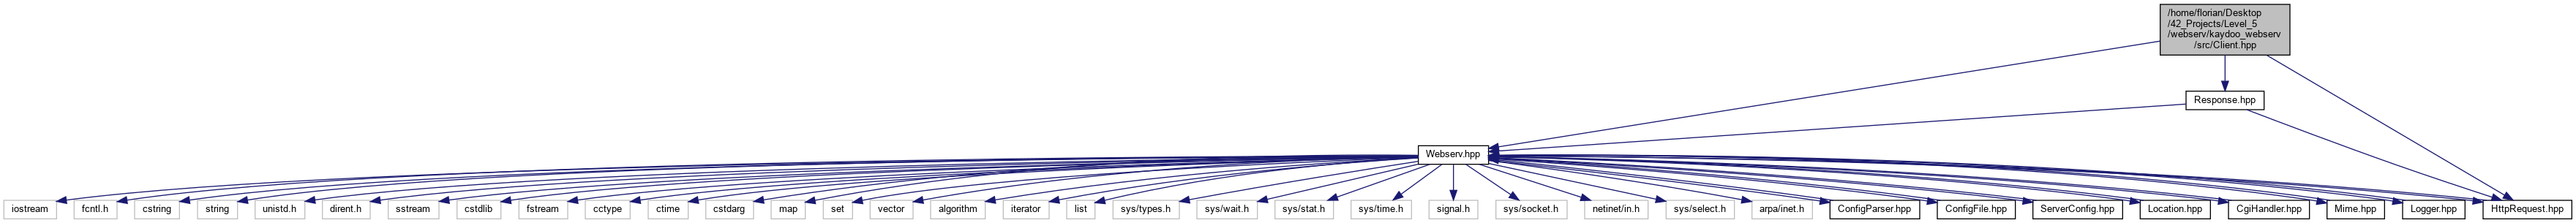 /home/florian/Desktop
/42_Projects/Level_5
/webserv/kaydoo_webserv
/src/Client.hpp
Response.hpp
Webserv.hpp
iostream
fcntl.h
cstring
string
unistd.h
dirent.h
sstream
cstdlib
fstream
cctype
ctime
cstdarg
map
set
vector
algorithm
iterator
list
sys/types.h
sys/wait.h
sys/stat.h
sys/time.h
signal.h
sys/socket.h
netinet/in.h
sys/select.h
arpa/inet.h
ConfigParser.hpp
ConfigFile.hpp
ServerConfig.hpp
Location.hpp
CgiHandler.hpp
Mime.hpp
Logger.hpp
HttpRequest.hpp